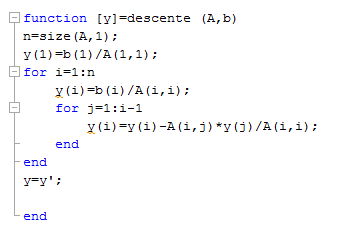 function [y]=descente (A,b)
n=size(A,1);
y(1)=b(1)/A(1,1);
for i=1:n
    y(i)=b(i)/A(i,i);
    for j=1:i-1
        y(i)=y(i)-A(i,j)*y(j)/A(i,i);
    end
end
y=y';
end